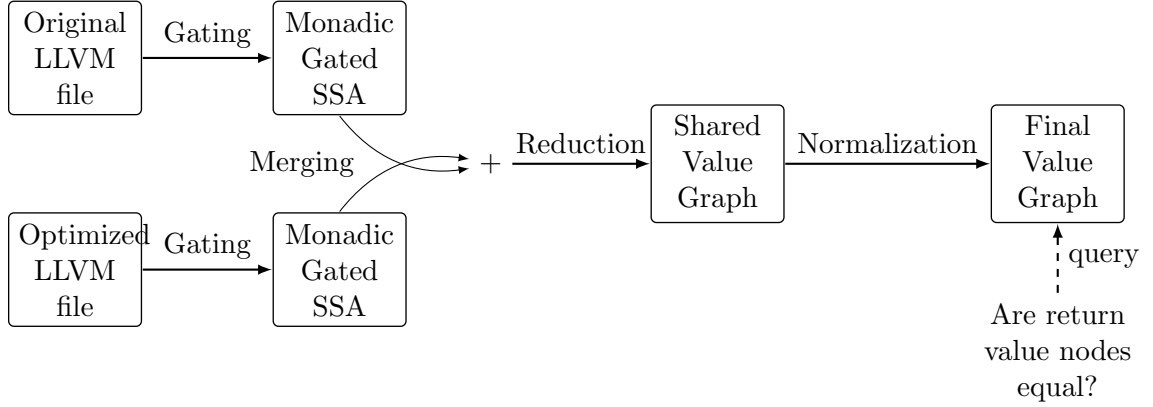 Original
LLVM
file
Gating
Monadic
Gated
SSA
Merging
Optimized
LLVM
file
Gating
Monadic
Gated
SSA
+
Reduction
Shared
Value
Graph
Normalization
Final
Value
Graph
query
Are return
value nodes
equal?